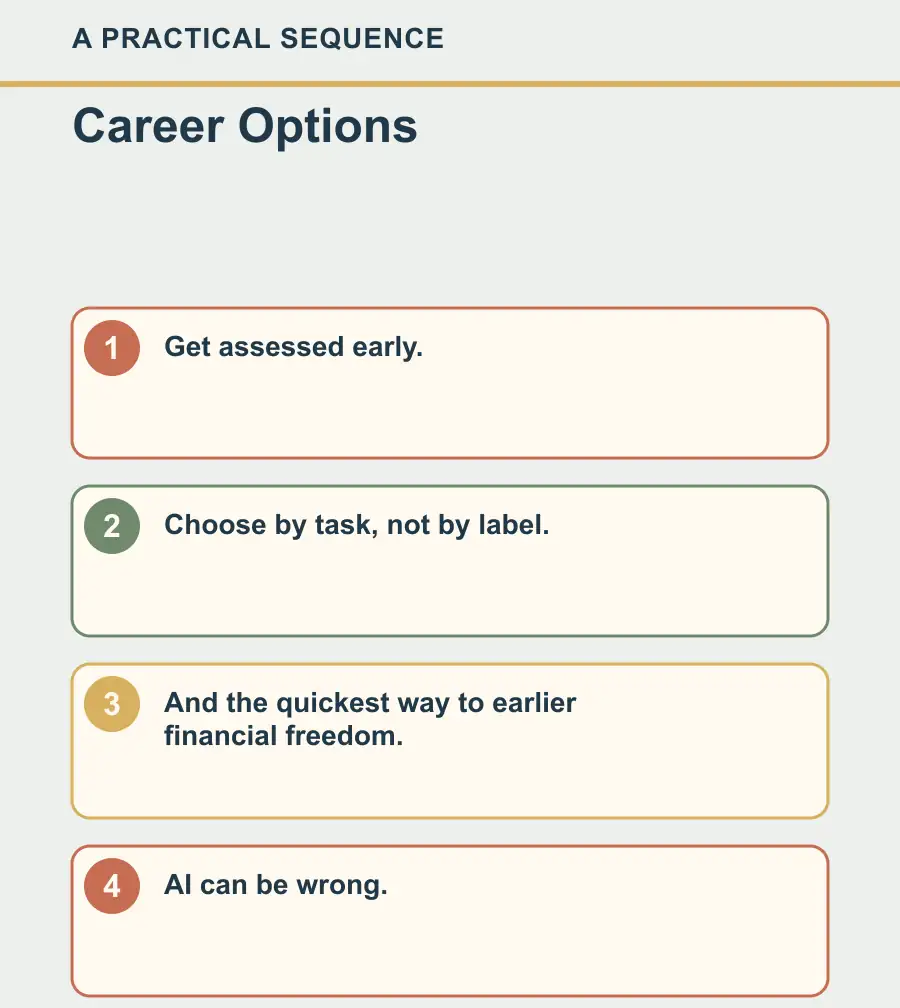 A PRACTICAL SEQUENCE
Career Options
1
Get assessed early.
2
Choose by task, not by label.
3
And the quickest way to earlier
financial freedom.
4
AI can be wrong.